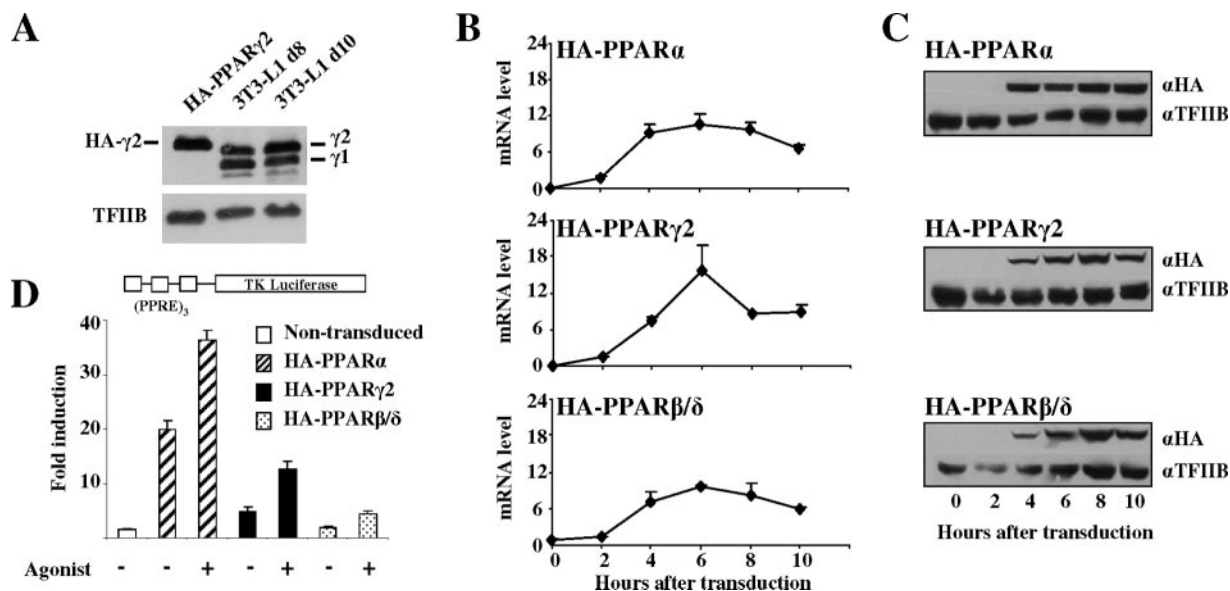 A
HA-PPARγ2
3T3-L1 d8
3T3-L1 d10
HA-γ2
γ2
γ1
TFIIB
B
HA-PPARα
mRNA level
24
18
12
6
0
HA-PPARγ2
mRNA level
24
18
12
6
0
HA-PPARβ/δ
mRNA level
24
18
12
6
0
0 2 4 6 8 10
Hours after transduction
C
HA-PPARα
αHA
αTFIIB
HA-PPARγ2
αHA
αTFIIB
HA-PPARβ/δ
αHA
αTFIIB
0 2 4 6 8 10
Hours after transduction
D
TK Luciferase
(PPRE)3
Fold induction
40
30
20
10
Non-transduced
HA-PPARα
HA-PPARγ2
HA-PPARβ/δ
Agonist - - + - + - +